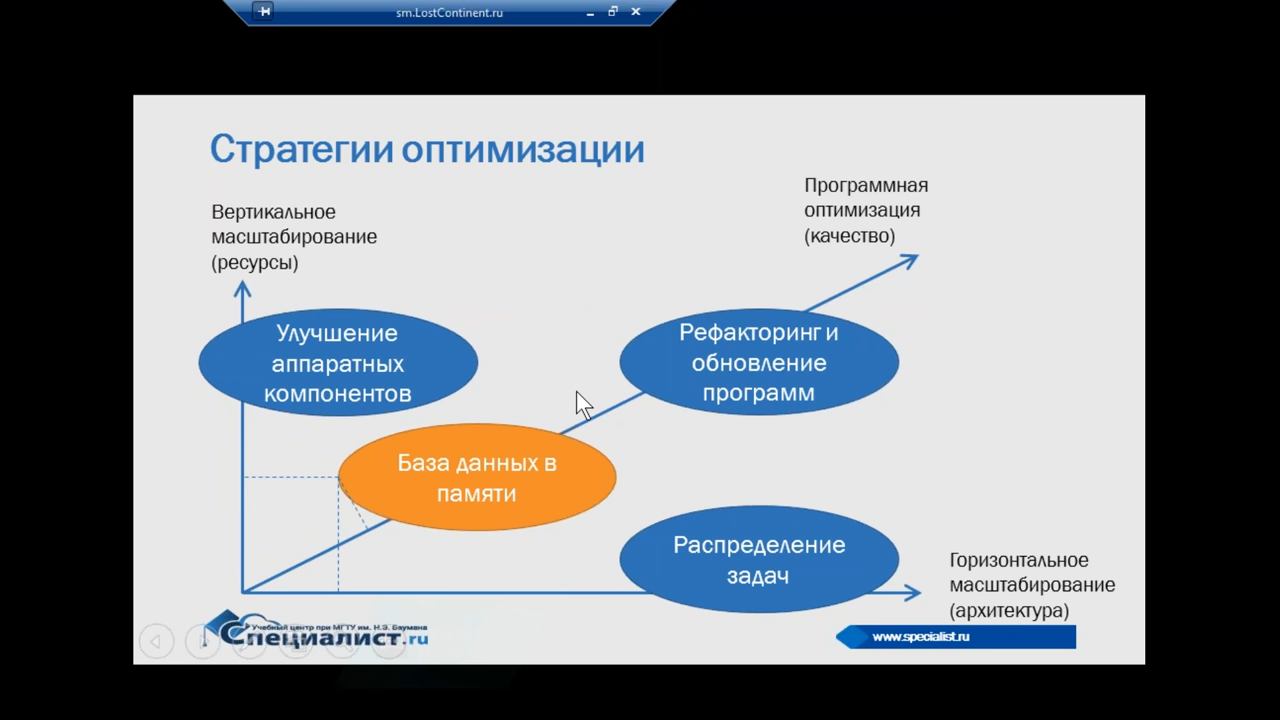 sm.LostContinent.ru
Стратегии оптимизации
Программная
оптимизация
(качество)
Вертикальное
масштабирование
(ресурсы)
Улучшение
аппаратных
компонентов
Рефакторинг и
обновление
программ
База данных в
памяти
Распределение
задач
Горизонтальное
масштабирование
(архитектура)
Учебный центр при МГТУ им. Н.Э. Баумана
Специалист.ru
www.specialist.ru